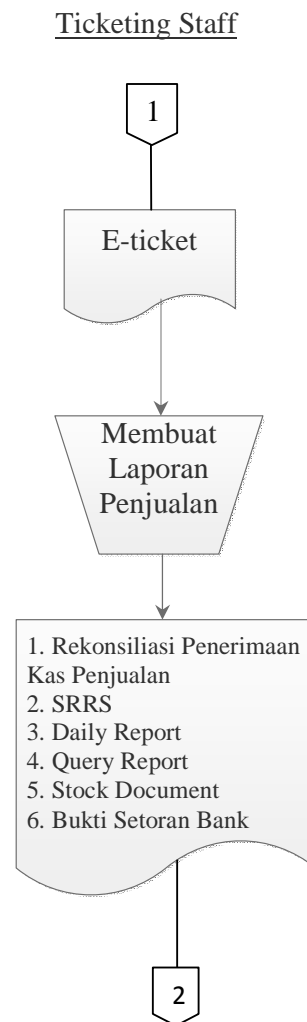 Ticketing Staff
1
E-ticket
Membuat
Laporan
Penjualan
1. Rekonsiliasi Penerimaan
Kas Penjualan
2. SRRS
3. Daily Report
4. Query Report
5. Stock Document
6. Bukti Setoran Bank
2